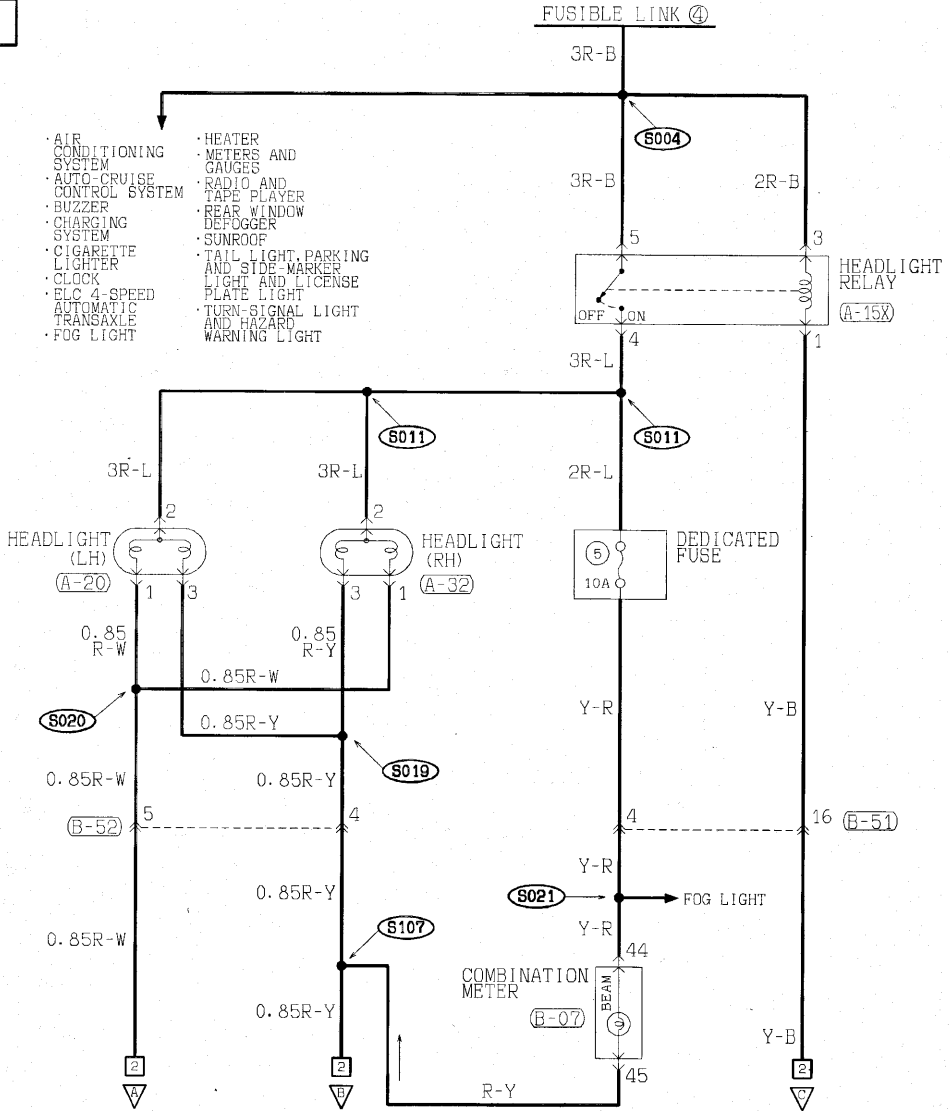 FUSIBLE LINK ④
3R-B
S004
· AIR
CONDITIONING
SYSTEM
· AUTO-CRUISE
CONTROL SYSTEM
· BUZZER
· CHARGING
SYSTEM
· CIGARETTE
LIGHTER
· CLOCK
· ELC 4-SPEED
AUTOMATIC
TRANSAXLE
· FOG LIGHT
· HEATER
· METERS AND
GAUGES
· RADIO AND
TAPE PLAYER
· REAR WINDOW
DEFOGGER
· SUNROOF
· TAIL LIGHT, PARKING
AND SIDE-MARKER
LIGHT AND LICENSE
PLATE LIGHT
· TURN-SIGNAL LIGHT
AND HAZARD
WARNING LIGHT
3R-B
2R-B
5
3
HEADLIGHT
RELAY
A-15X
OFF
ON
4
1
3R-L
S011
S011
3R-L
3R-L
2R-L
2
2
HEADLIGHT
(LH)
A-20
1
3
HEADLIGHT
(RH)
A-32
3
1
DEDICATED
FUSE
⑤
10A
0.85
R-W
0.85
R-Y
0.85R-W
S020
0.85R-Y
Y-R
Y-B
S019
0.85R-W
0.85R-Y
B-52
5
4
4
16
B-51
Y-R
0.85R-Y
S021
FOG LIGHT
S107
Y-R
0.85R-W
44
COMBINATION
METER
BEAM
B-07
0.85R-Y
Y-B
45
2
2
2
A
B
C
R-Y